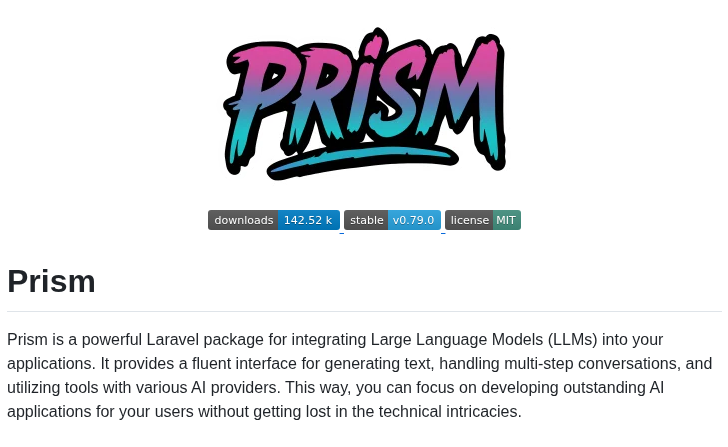 PRiSM
downloads 142.52 k stable v0.79.0 license MIT
Prism
Prism is a powerful Laravel package for integrating Large Language Models (LLMs) into your
applications. It provides a fluent interface for generating text, handling multi-step conversations, and
utilizing tools with various AI providers. This way, you can focus on developing outstanding AI
applications for your users without getting lost in the technical intricacies.